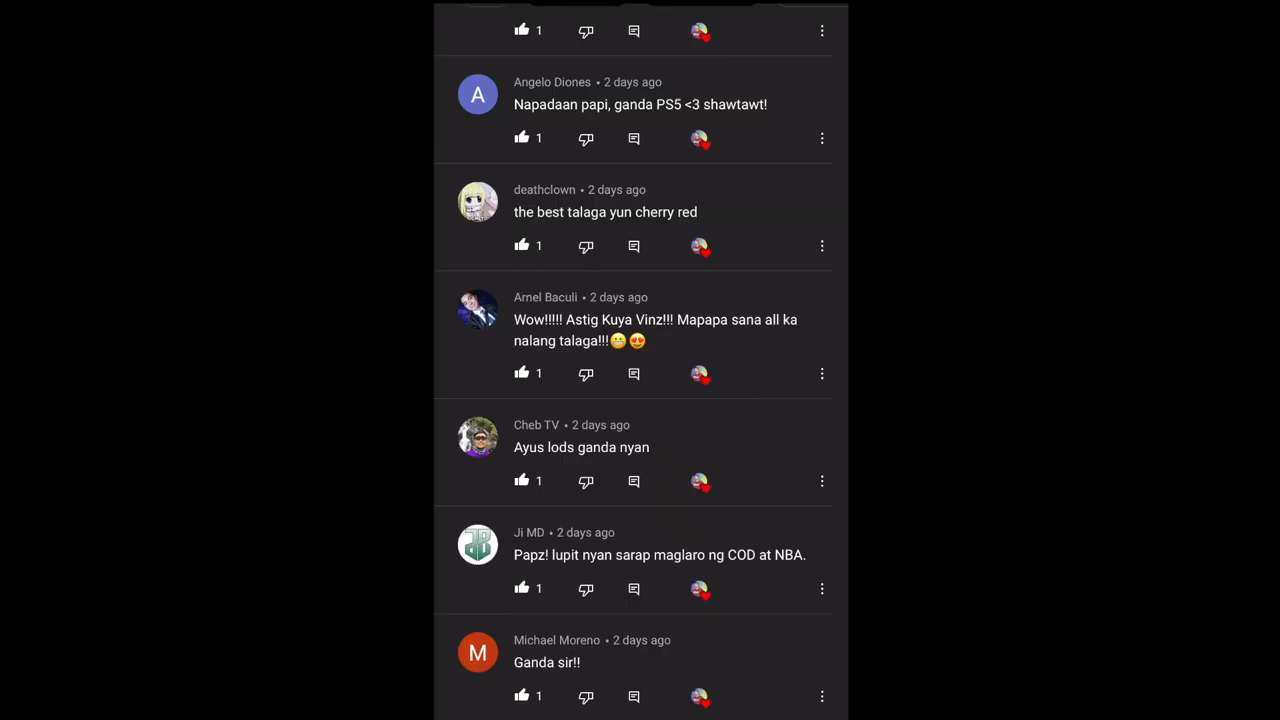 1
Angelo Diones • 2 days ago
A
Napadaan papi, ganda PS5 <3 shawtawt!
1
deathclown • 2 days ago
the best talaga yun cherry red
1
Arnel Baculi • 2 days ago
Wow!!!!! Astig Kuya Vinz!!! Mapapa sana all ka
nalang talaga!!!😬😍
1
Cheb TV • 2 days ago
Ayus lods ganda nyan
1
Ji MD • 2 days ago
Papz! lupit nyan sarap maglaro ng COD at NBA.
1
Michael Moreno • 2 days ago
M
Ganda sir!!
1